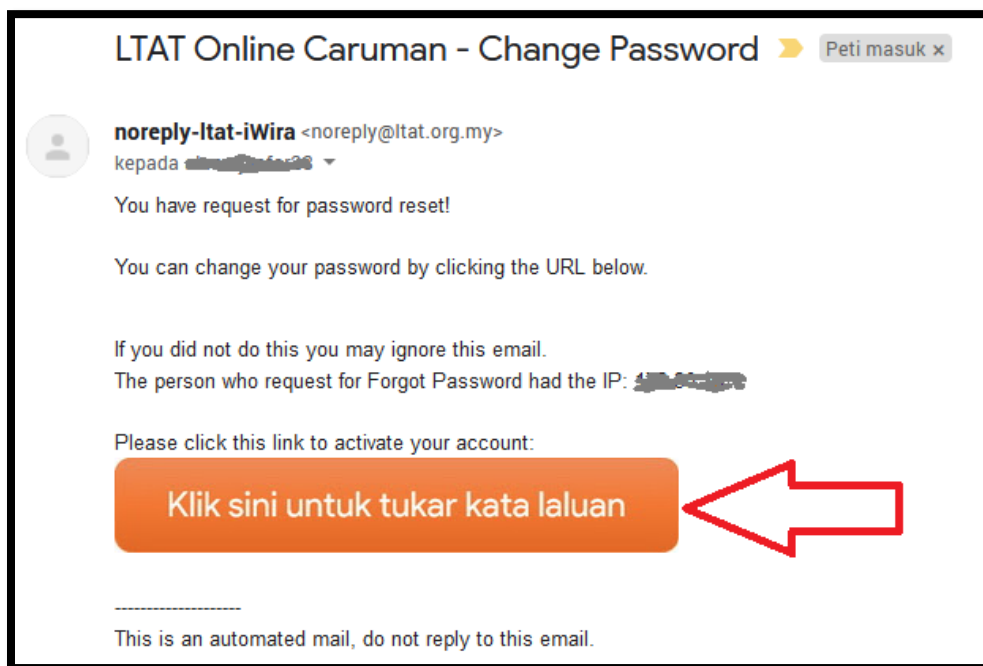 LTAT Online Caruman - Change Password Peti masuk ×
noreply-ltat-iWira <noreply@ltat.org.my>
kepada
You have request for password reset!
You can change your password by clicking the URL below.
If you did not do this you may ignore this email.
The person who request for Forgot Password had the IP:
Please click this link to activate your account:
Klik sini untuk tukar kata laluan
--------------------
This is an automated mail, do not reply to this email.